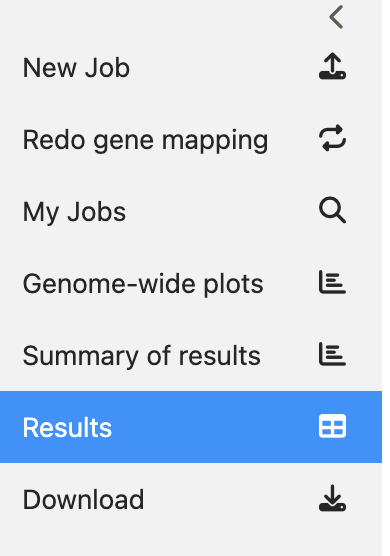 New Job
Redo gene mapping
My Jobs
Genome-wide plots
Summary of results
Results
Download